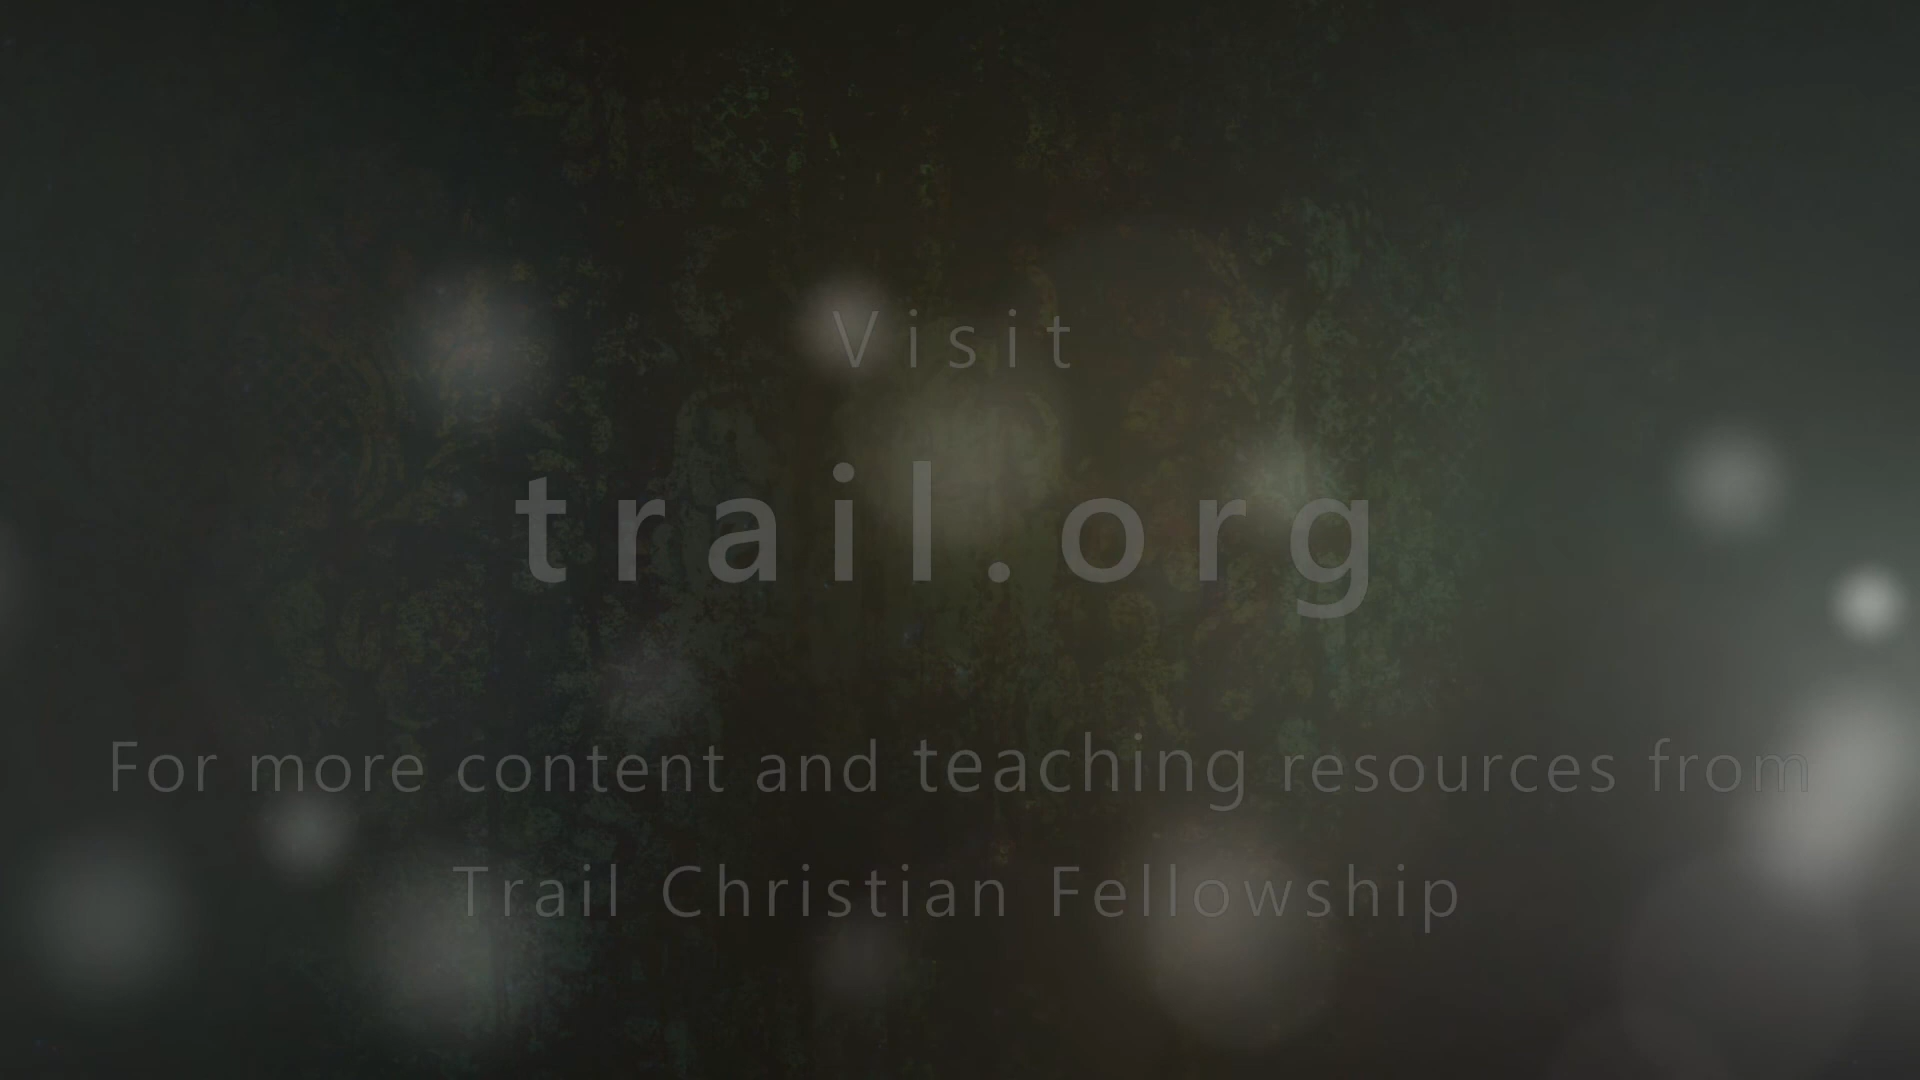 Visit
trail.org
For more content and teaching resources from
Trail Christian Fellowship